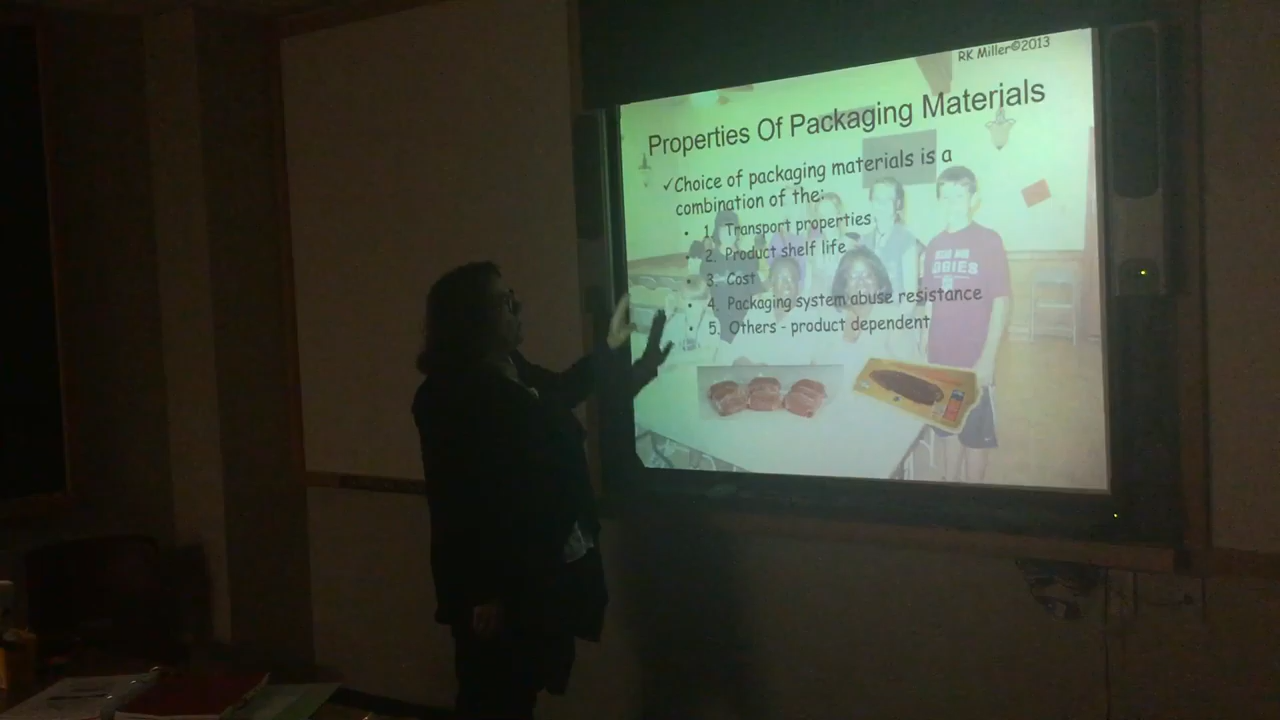 RK Miller©2013
Properties Of Packaging Materials
✓Choice of packaging materials is a
combination of the:
• 1. Transport properties
• 2. Product shelf life
• 3. Cost
• 4. Packaging system abuse resistance
• 5. Others - product dependent